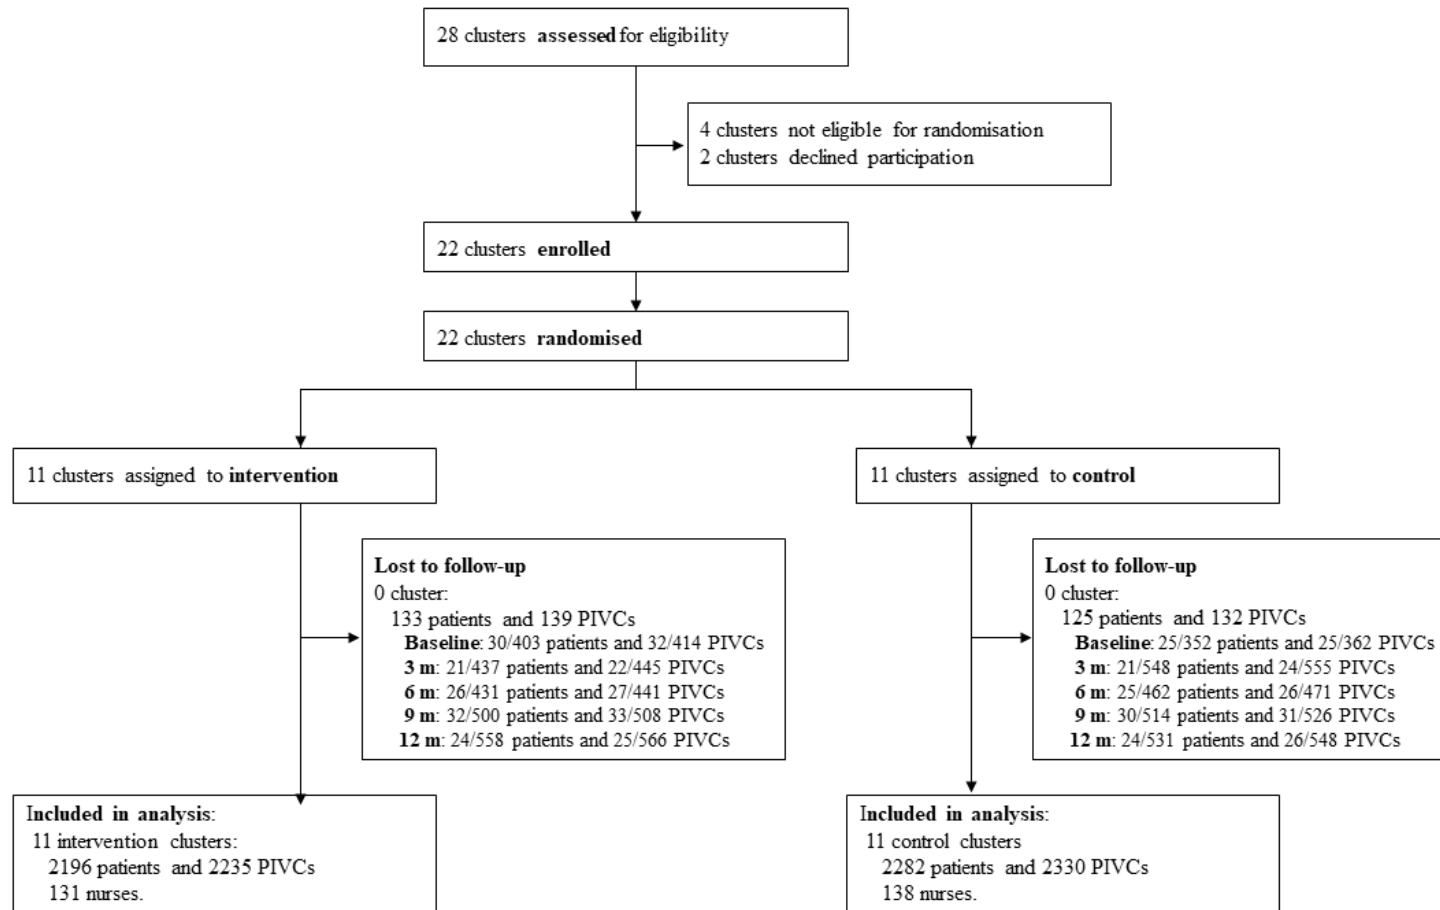 28 clusters assessed for eligibility
4 clusters not eligible for randomisation
2 clusters declined participation
22 clusters enrolled
22 clusters randomised
11 clusters assigned to intervention
11 clusters assigned to control
Lost to follow-up
0 cluster:
133 patients and 139 PIVCs
Baseline: 30/403 patients and 32/414 PIVCs
3 m: 21/437 patients and 22/445 PIVCs
6 m: 26/431 patients and 27/441 PIVCs
9 m: 32/500 patients and 33/508 PIVCs
12 m: 24/558 patients and 25/566 PIVCs
Lost to follow-up
0 cluster:
125 patients and 132 PIVCs
Baseline: 25/352 patients and 25/362 PIVCs
3 m: 21/548 patients and 24/555 PIVCs
6 m: 25/462 patients and 26/471 PIVCs
9 m: 30/514 patients and 31/526 PIVCs
12 m: 24/531 patients and 26/548 PIVCs
Included in analysis:
11 intervention clusters:
2196 patients and 2235 PIVCs
131 nurses.
Included in analysis:
11 control clusters
2282 patients and 2330 PIVCs
138 nurses.